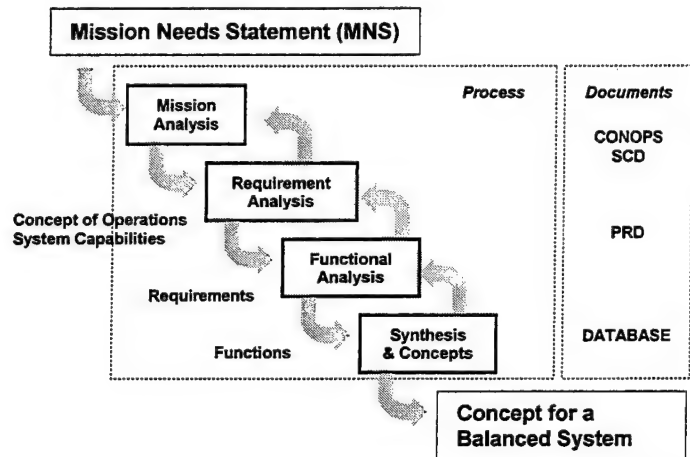 Mission Needs Statement (MNS)
Process
Documents
Mission
Analysis
CONOPS
SCD
Requirement
Analysis
Concept of Operations
System Capabilities
PRD
Functional
Analysis
Requirements
Synthesis
& Concepts
DATABASE
Functions
Concept for a
Balanced System